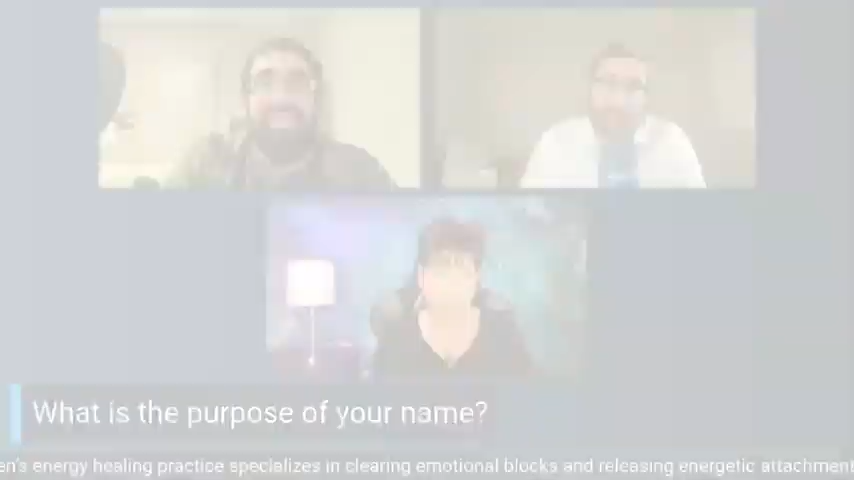 What is the purpose of your name?
en's energy healing practice specializes in clearing emotional blocks and releasing energetic attachment